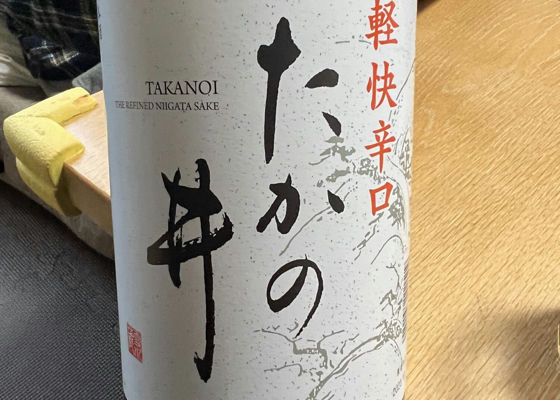 軽快辛口
たかの
井
TAKANOI
THE REFINED NIIGATA SAKE